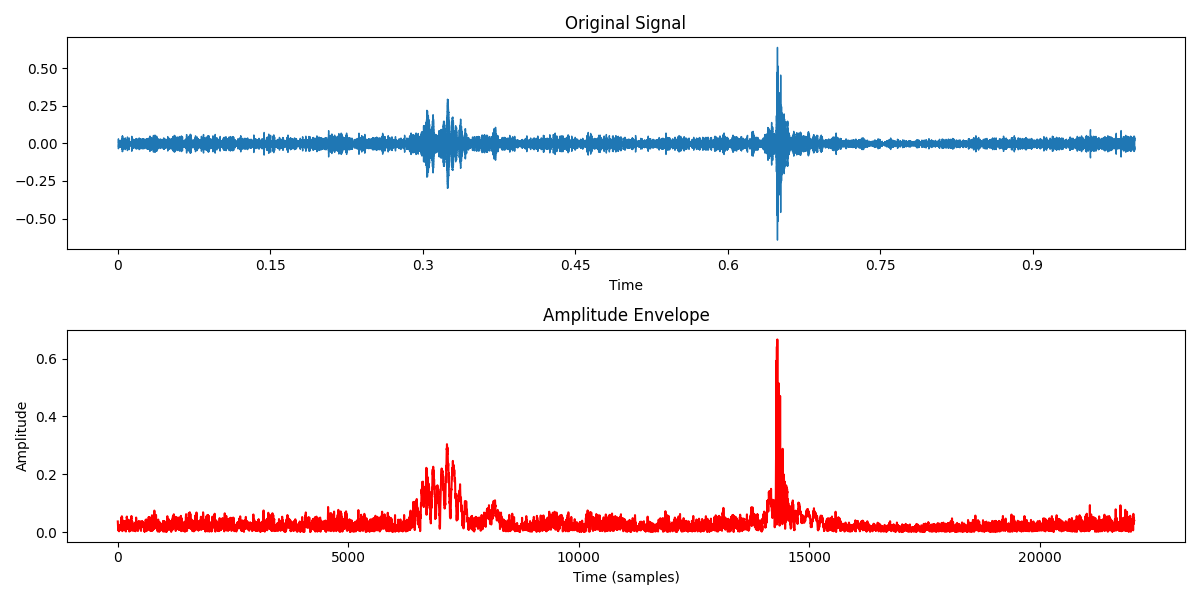 Original Signal
0.50
0.25
0.00
−0.25
−0.50
0 0.15 0.3 0.45 0.6 0.75 0.9
Time
Amplitude Envelope
Amplitude
0.6
0.4
0.2
0.0
0 5000 10000 15000 20000
Time (samples)